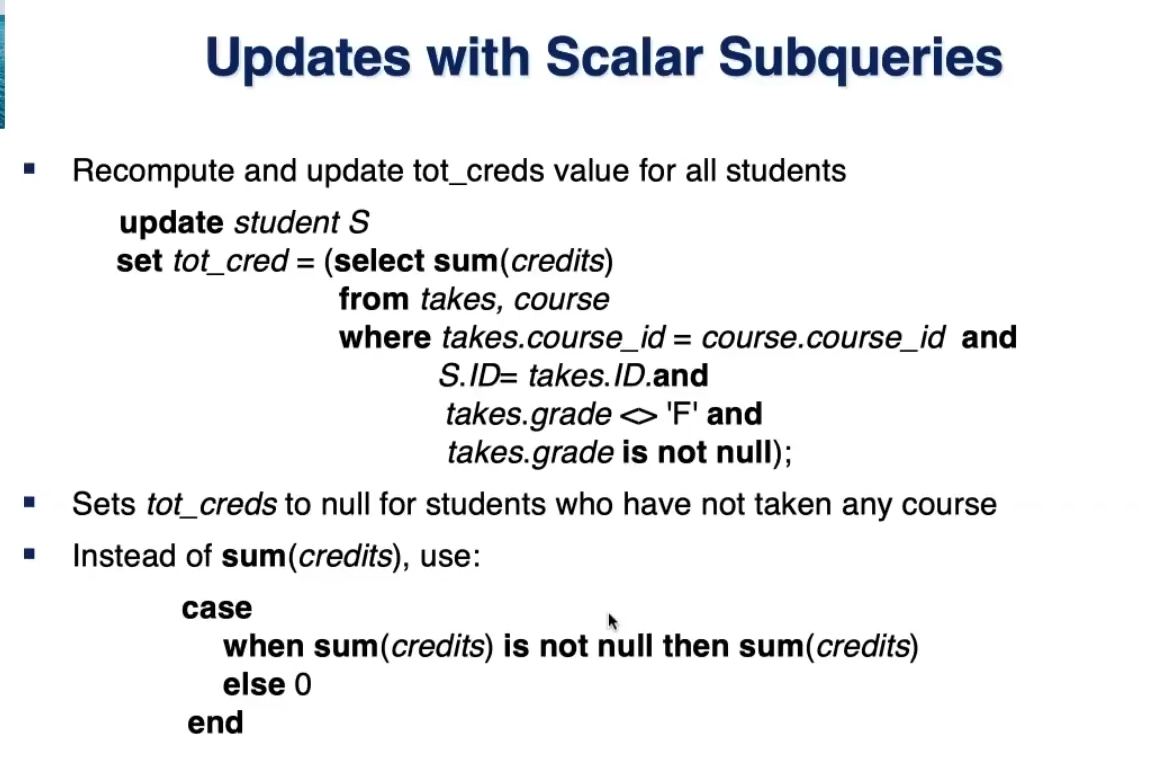 Updates with Scalar Subqueries
▪ Recompute and update tot_creds value for all students
update student S
set tot_cred = (select sum(credits)
from takes, course
where takes.course_id = course.course_id and
S.ID= takes.ID.and
takes.grade <> 'F' and
takes.grade is not null);
▪ Sets tot_creds to null for students who have not taken any course
▪ Instead of sum(credits), use:
case
when sum(credits) is not null then sum(credits)
else 0
end